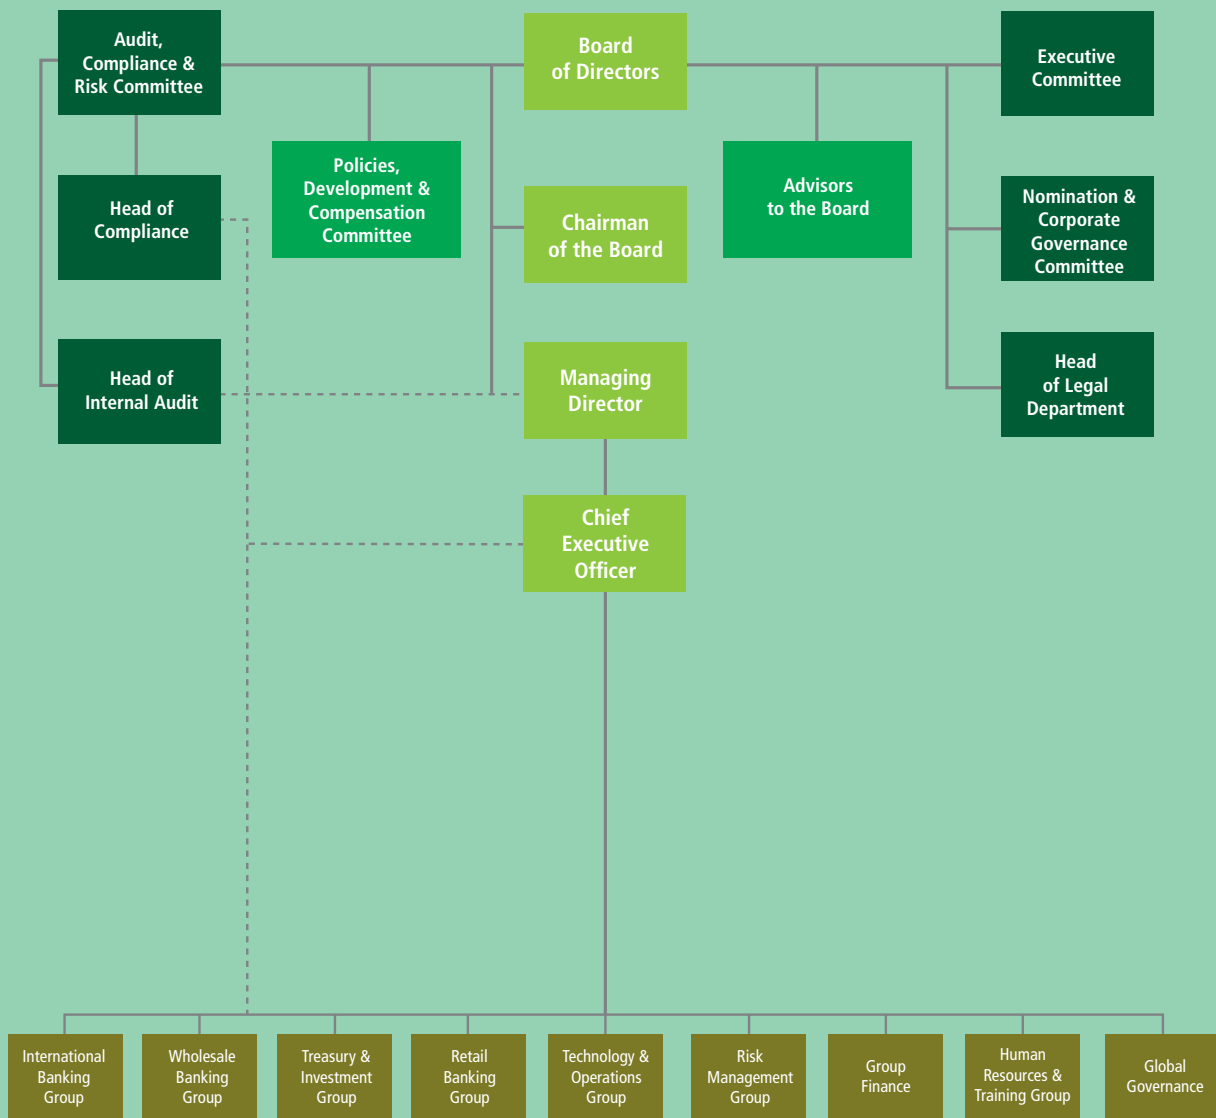 Audit,
Compliance &
Risk Committee
Board
of Directors
Executive
Committee
Policies,
Development &
Compensation
Committee
Advisors
to the Board
Head of
Compliance
Chairman
of the Board
Nomination &
Corporate
Governance
Committee
Head of
Internal Audit
Managing
Director
Head
of Legal
Department
Chief
Executive
Officer
International
Banking
Group
Wholesale
Banking
Group
Treasury &
Investment
Group
Retail
Banking
Group
Technology &
Operations
Group
Risk
Management
Group
Group
Finance
Human
Resources &
Training Group
Global
Governance